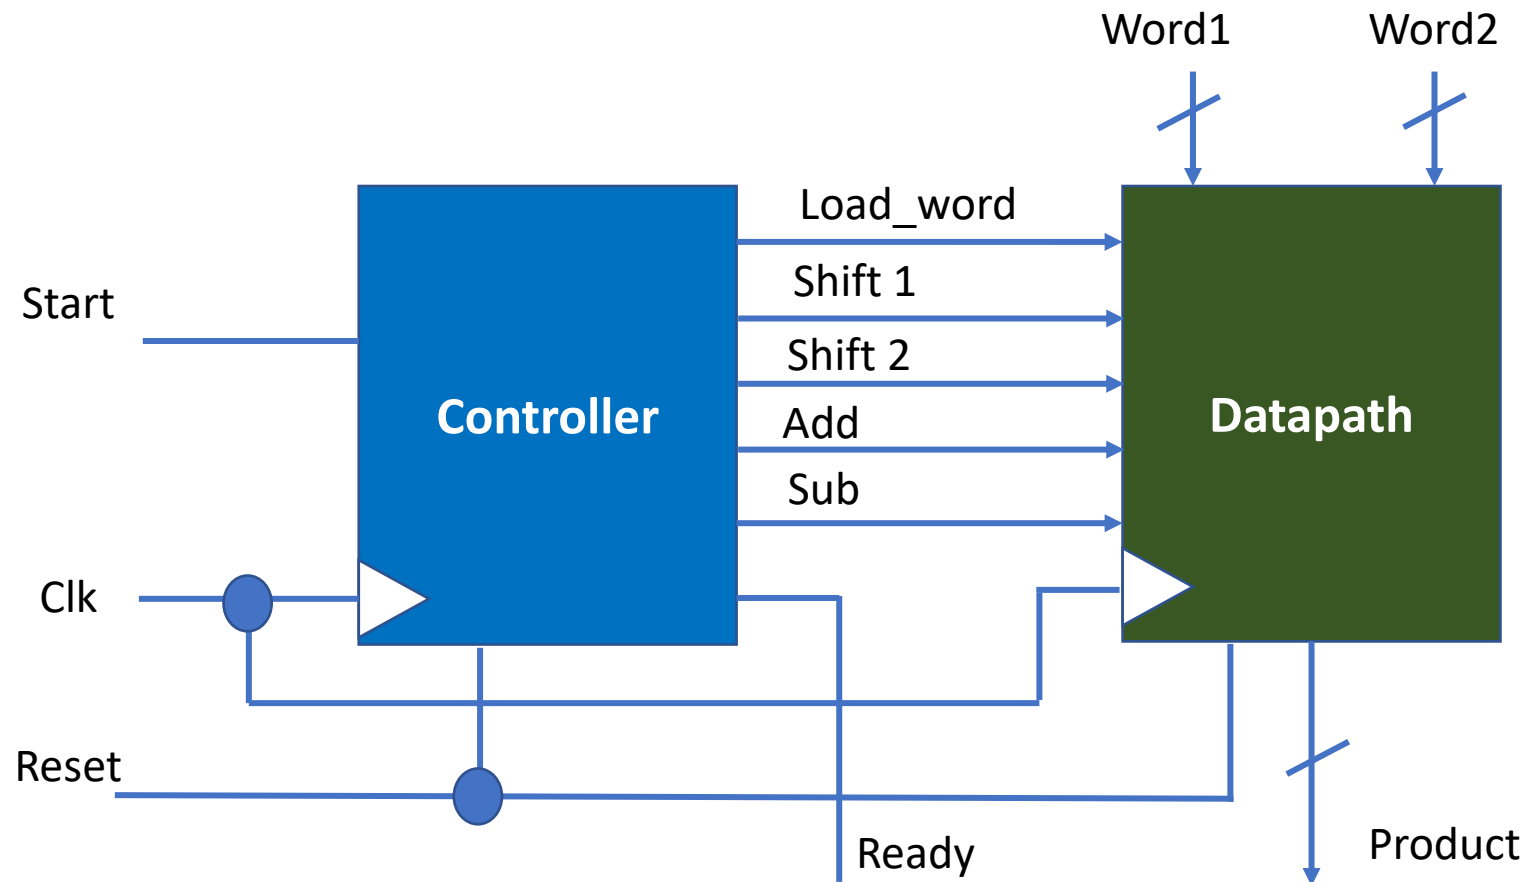 Word1
Word2
Load_word
Shift 1
Start
Shift 2
Controller
Datapath
Add
Sub
Clk
Reset
Ready
Product